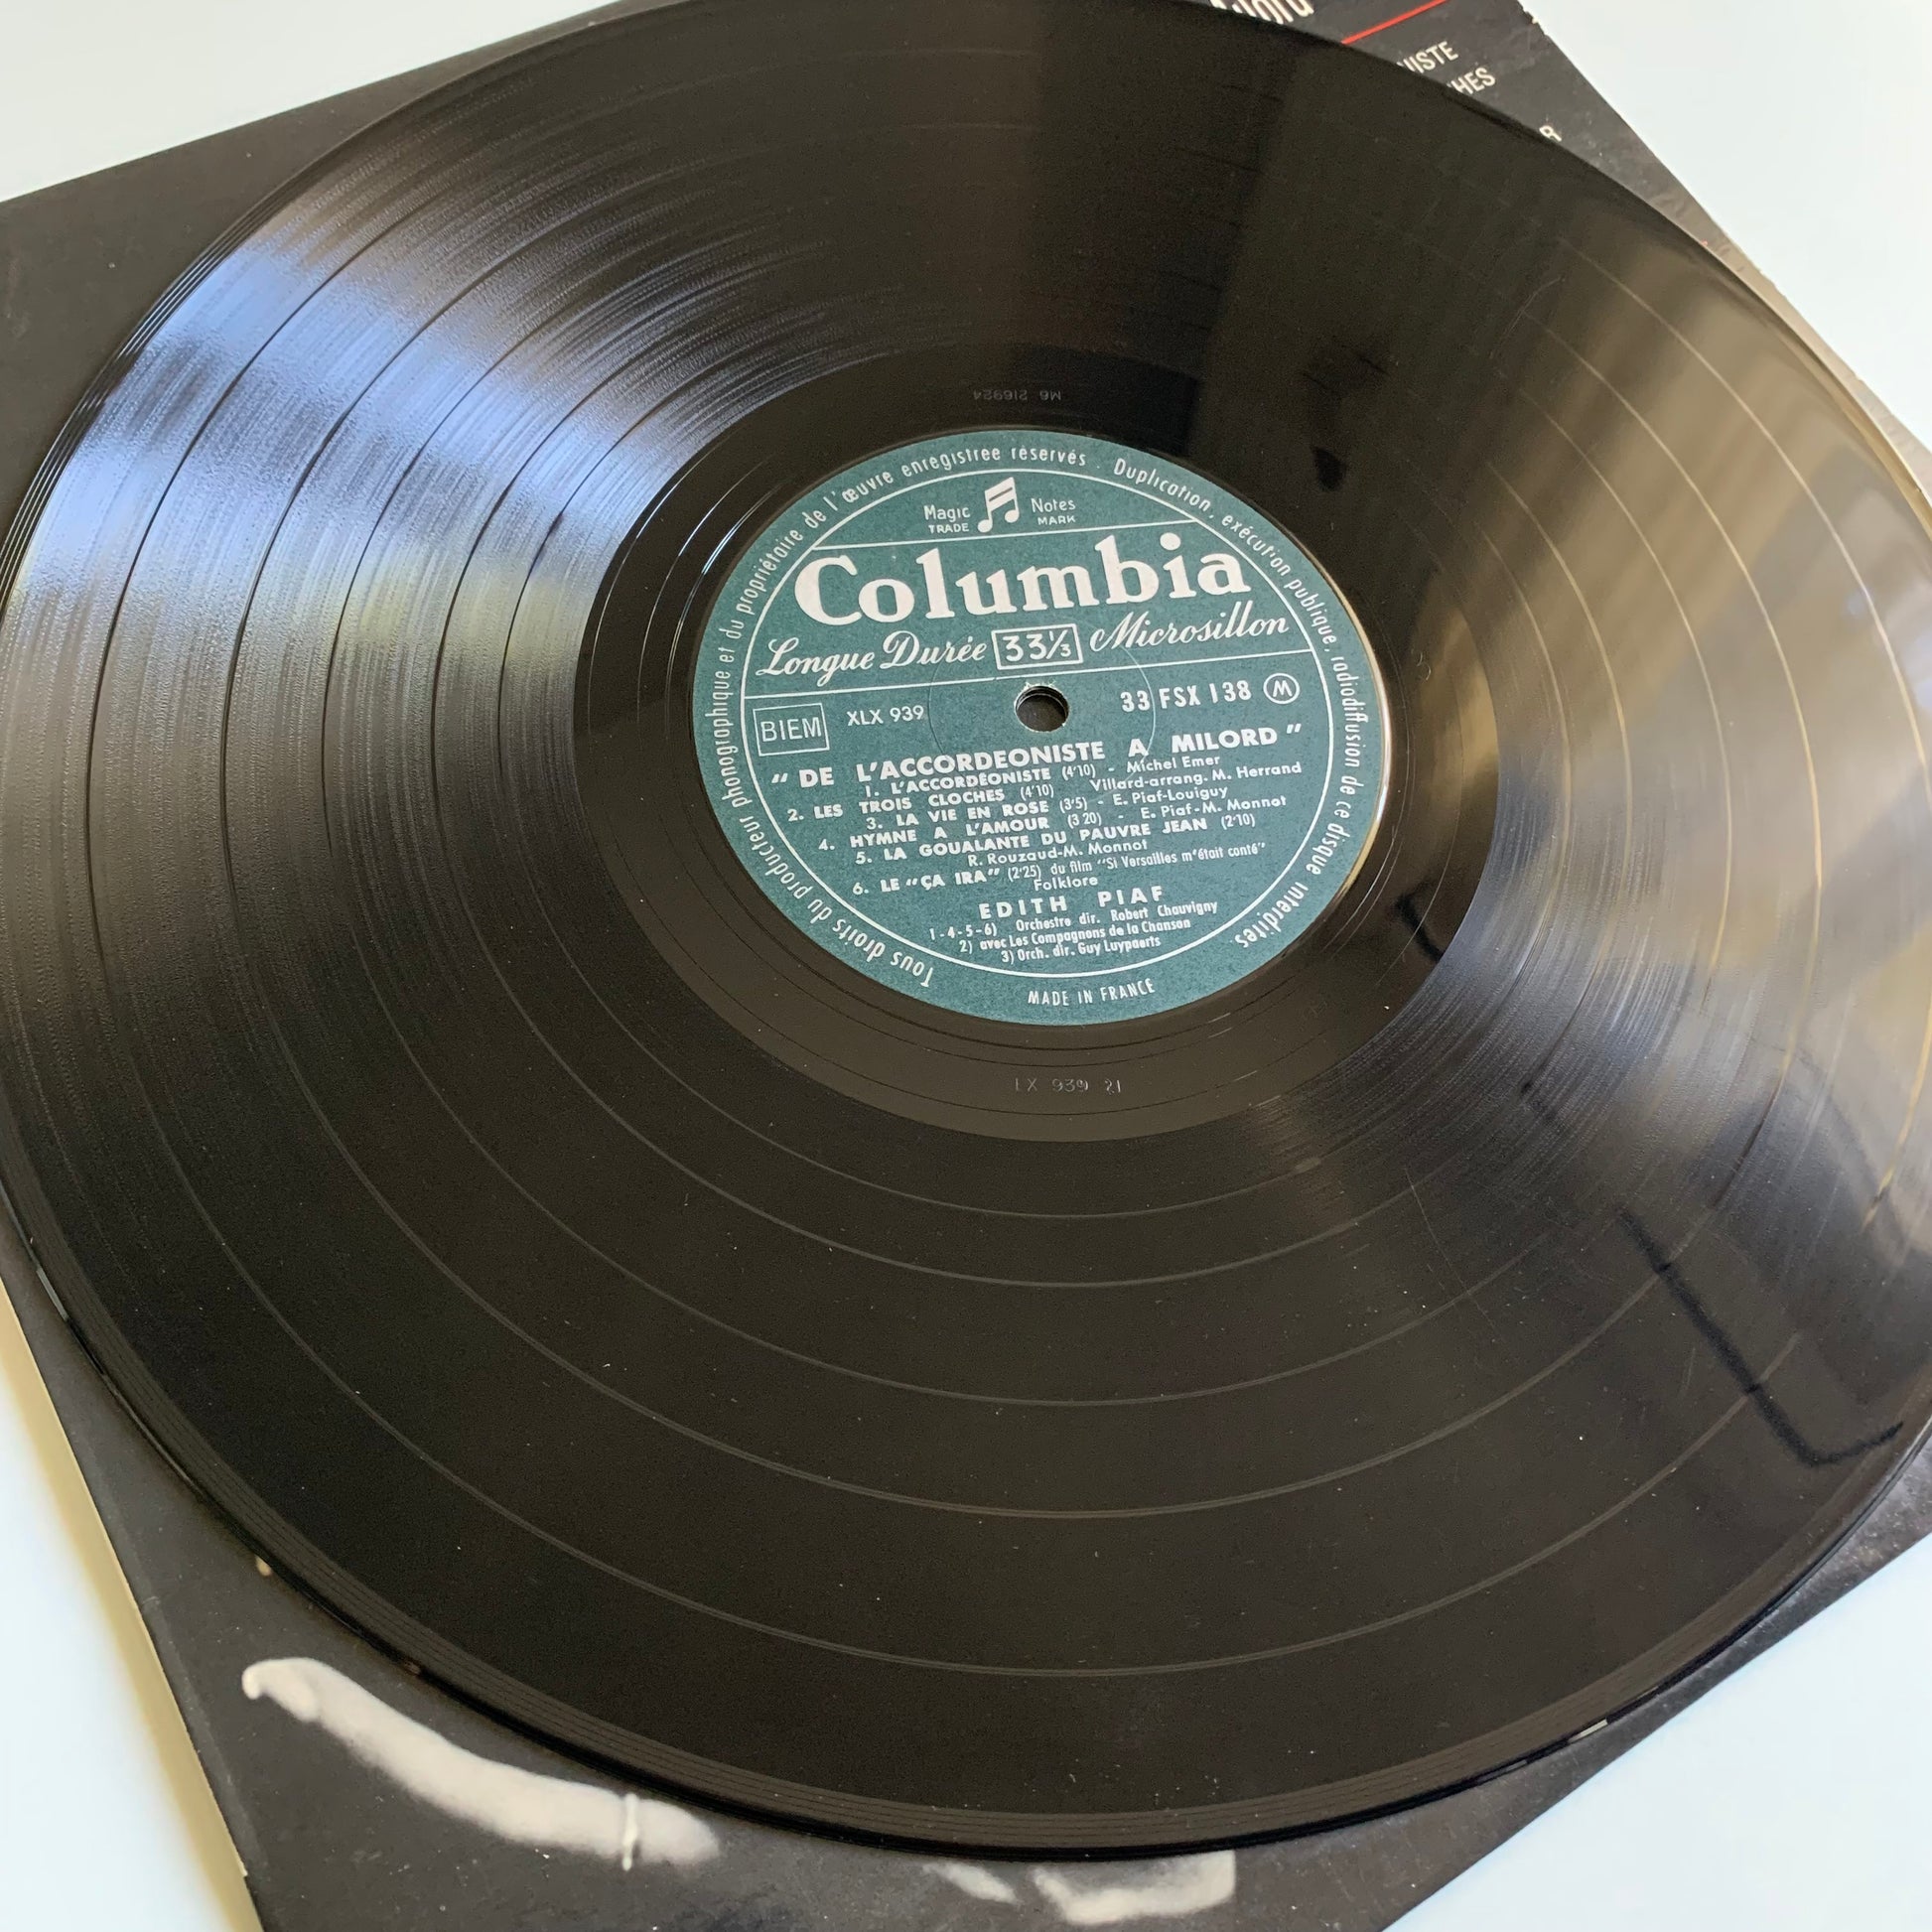 ISTE
HES
R
M6 216924
Tous droits du producteur phonographique et du propriétaire de l'œuvre enregistrée réservés . Duplication, exécution publique, radiodiffusion de ce disque interdites.
Magic Notes
TRADE MARK
Columbia
Longue Durée 33⅓ Microsillon
BIEM XLX 939 33 FSX 138 M
" DE L'ACCORDEONISTE A MILORD "
1. L'ACCORDÉONISTE (4'10) - Michel Emer
2. LES TROIS CLOCHES (4'10) Villard-arrang. M. Herrand
3. LA VIE EN ROSE (3'5) - E. Piaf-Louiguy
4. HYMNE A L'AMOUR (3'20) - E. Piaf-M. Monnot
5. LA GOUALANTE DU PAUVRE JEAN (2'10)
R. Rouzaud-M. Monnot
6. LE "ÇA IRA" (2'25) du film "Si Versailles m'était conté"
Folklore
EDITH PIAF
1-4-5-6) Orchestre dir. Robert Chauvigny
2) avec Les Compagnons de la Chanson
3) Orch. dir. Guy Luypaerts
MADE IN FRANCE
LX 939 21